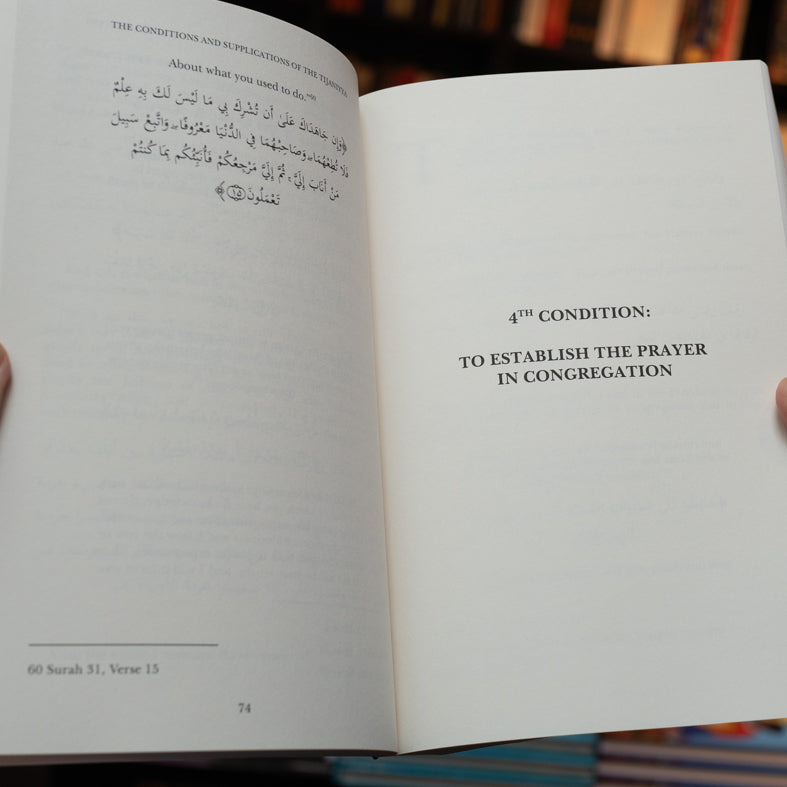 THE CONDITIONS AND SUPPLICATIONS OF THE TIJANIYYA
About what you used to do."60
﴿وَإِن جَاهَدَاكَ عَلَىٰ أَن تُشْرِكَ بِي مَا لَيْسَ لَكَ بِهِ عِلْمٌ
فَلَا تُطِعْهُمَا ۖ وَصَاحِبْهُمَا فِي الدُّنْيَا مَعْرُوفًا ۖ وَاتَّبِعْ سَبِيلَ
مَنْ أَنَابَ إِلَيَّ ۚ ثُمَّ إِلَيَّ مَرْجِعُكُمْ فَأُنَبِّئُكُم بِمَا كُنتُمْ
تَعْمَلُونَ ۝١٥﴾
60 Surah 31, Verse 15
74
4TH CONDITION:
TO ESTABLISH THE PRAYER
IN CONGREGATION